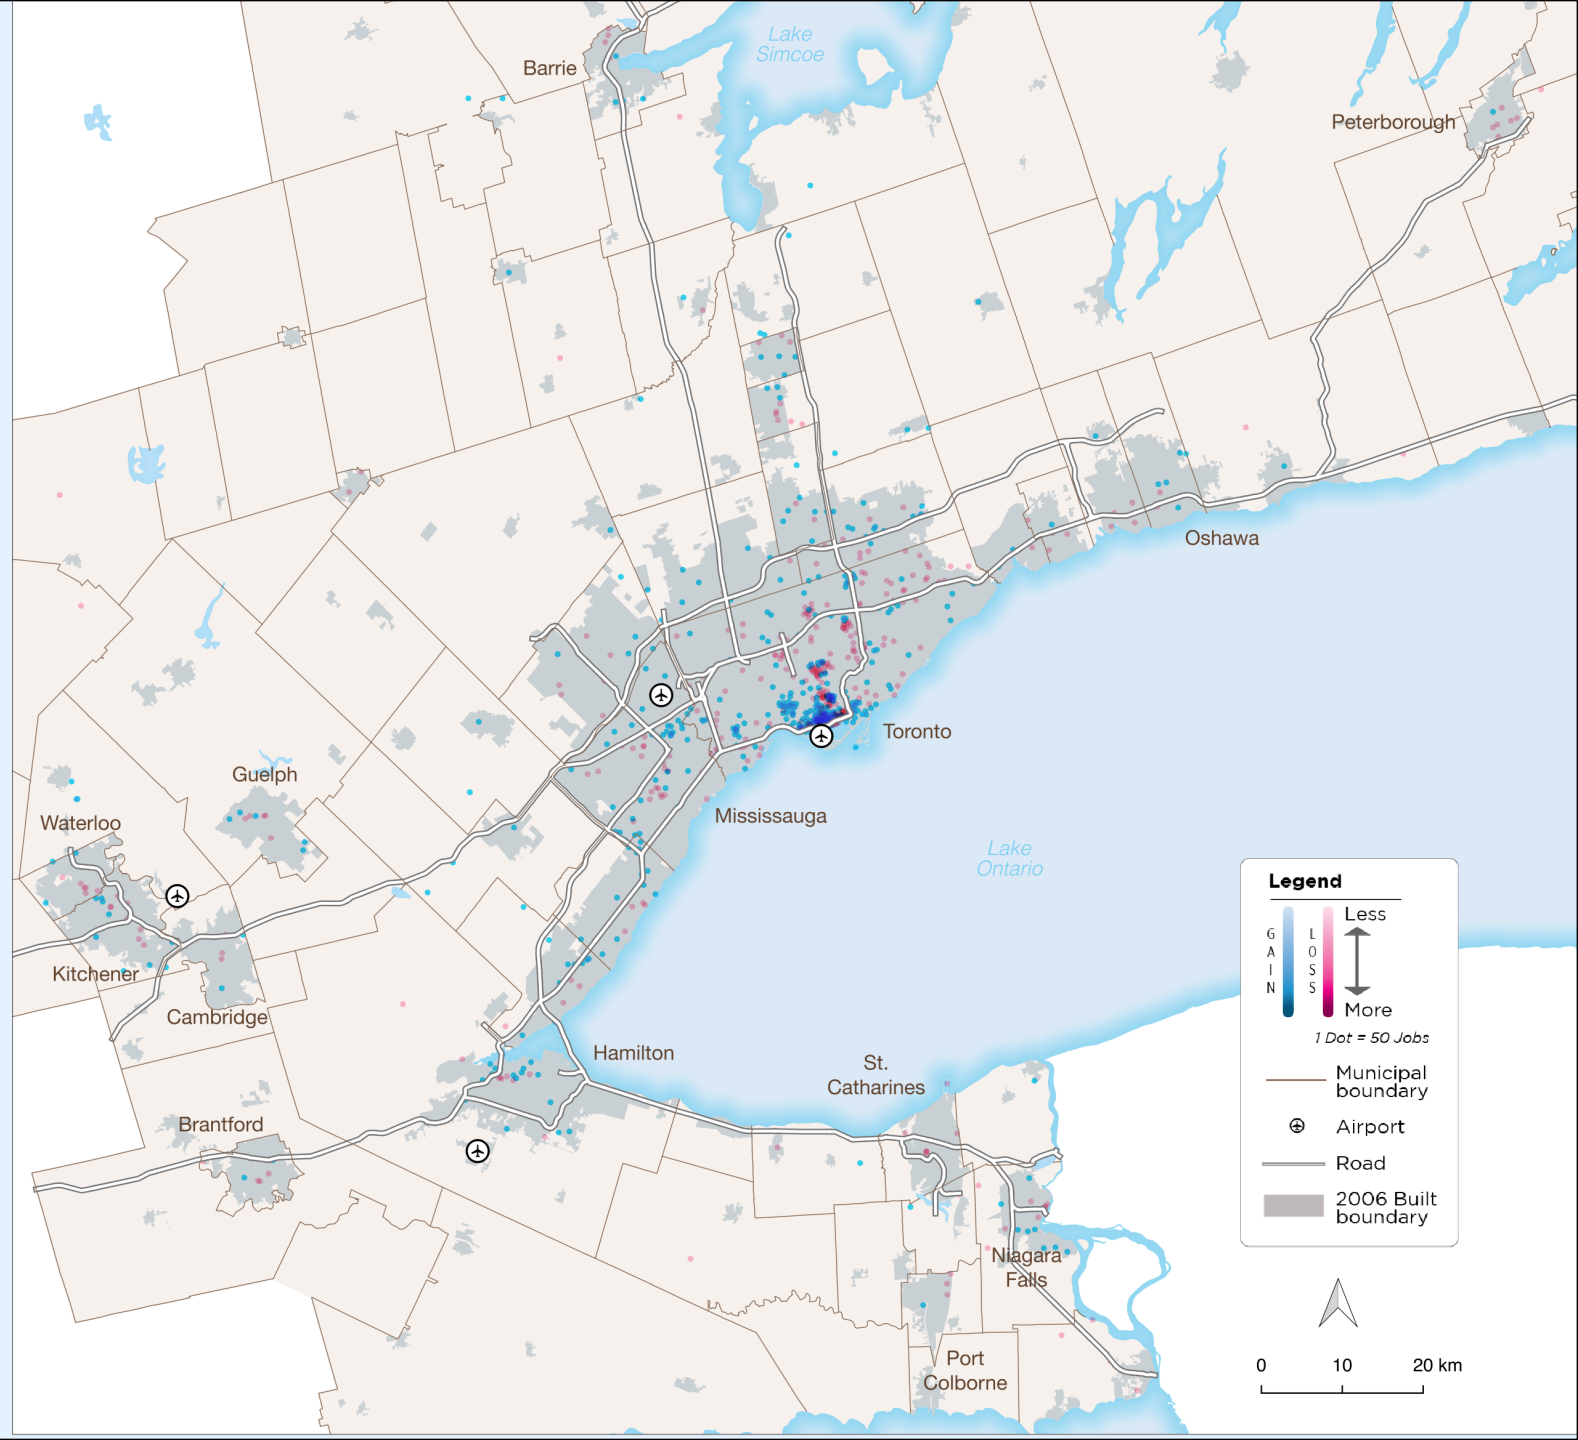 Lake
Simcoe
Barrie
Peterborough
Oshawa
Toronto
Guelph
Waterloo
Mississauga
Lake
Ontario
Kitchener
Cambridge
Hamilton
St.
Catharines
Brantford
Niagara
Falls
Port
Colborne
Legend
GAIN
LOSS
Less
More
1 Dot = 50 Jobs
Municipal
boundary
Airport
Road
2006 Built
boundary
0 10 20 km